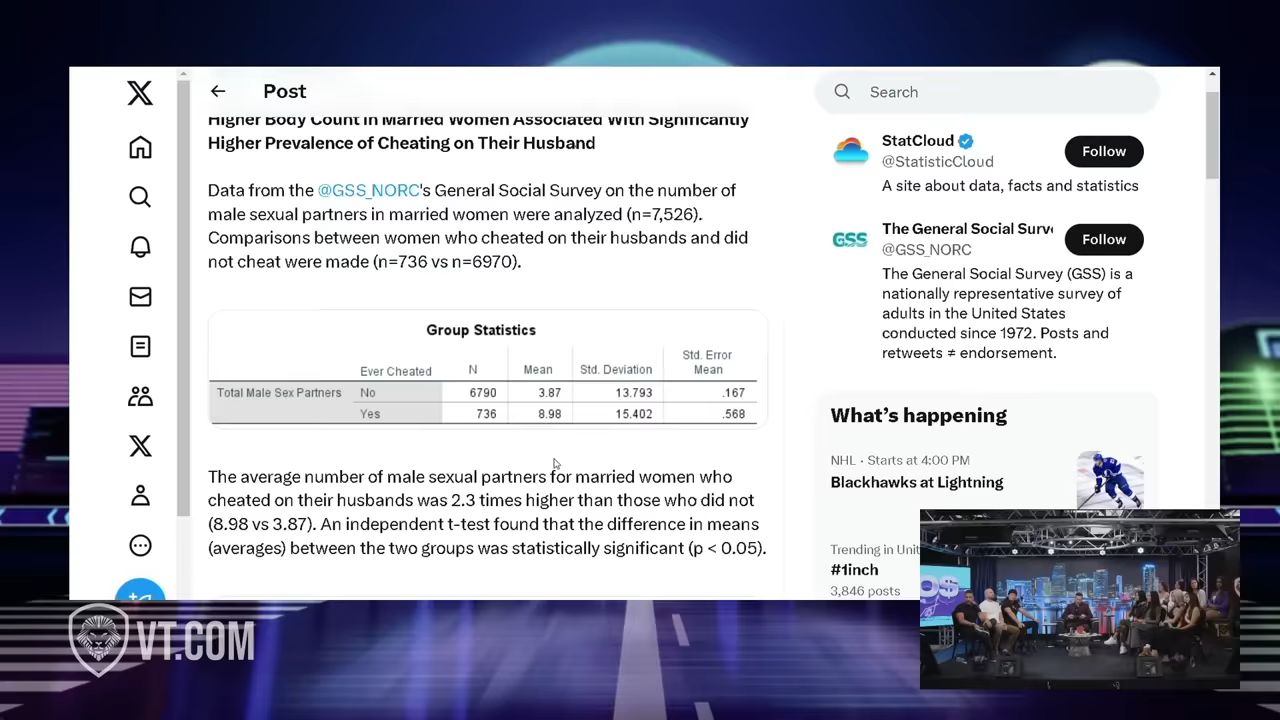 Post
Search
Higher Body Count in Married Women Associated With Significantly
Higher Prevalence of Cheating on Their Husband
Data from the @GSS_NORC's General Social Survey on the number of
male sexual partners in married women were analyzed (n=7,526).
Comparisons between women who cheated on their husbands and did
not cheat were made (n=736 vs n=6970).
Group Statistics
Ever Cheated N Mean Std. Deviation Std. Error Mean
Total Male Sex Partners No 6790 3.87 13.793 .167
Yes 736 8.98 15.402 .568
The average number of male sexual partners for married women who
cheated on their husbands was 2.3 times higher than those who did not
(8.98 vs 3.87). An independent t-test found that the difference in means
(averages) between the two groups was statistically significant (p < 0.05).
StatCloud
@StatisticCloud
Follow
A site about data, facts and statistics
The General Social Surv
@GSS_NORC
Follow
The General Social Survey (GSS) is a
nationally representative survey of
adults in the United States
conducted since 1972. Posts and
retweets ≠ endorsement.
GSS
What's happening
NHL · Starts at 4:00 PM
Blackhawks at Lightning
Trending in Unit
#1inch
3,846 posts
VT.COM